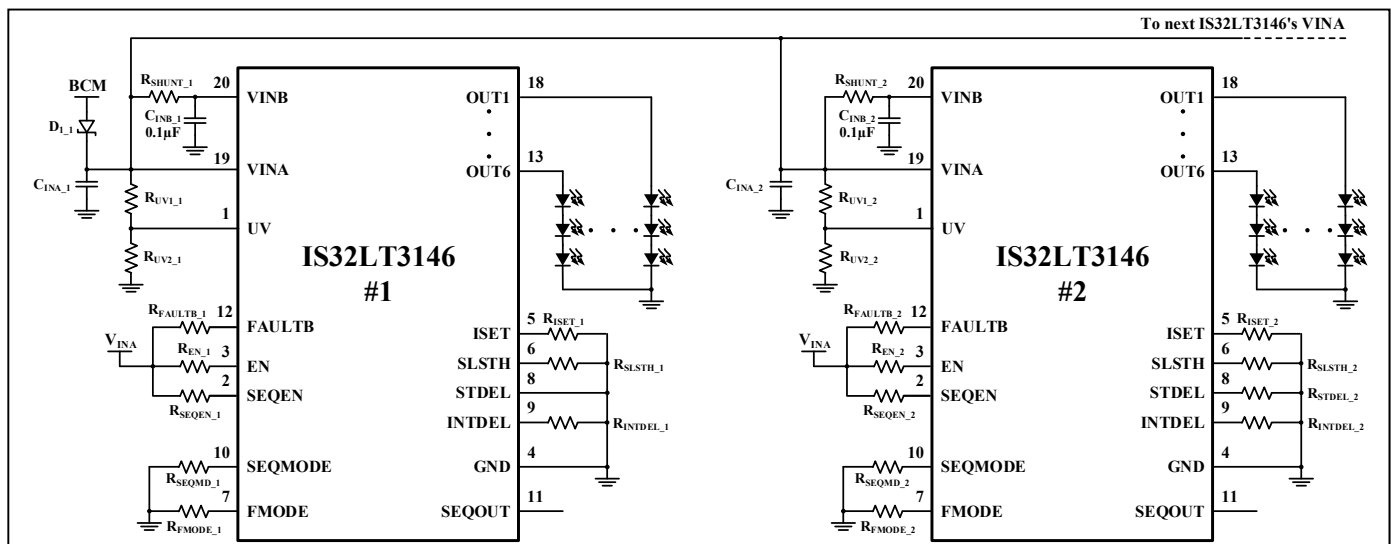 To next IS32LT3146's VINA
BCM
D1_1
CINA_1
RSHUNT_1
CINB_1
0.1µF
RUV1_1
RUV2_1
20
VINB
19
VINA
1
UV
IS32LT3146
#1
18
OUT1
13
OUT6
VINA
RFAULTB_1
12
FAULTB
REN_1
3
EN
2
SEQEN
RSEQEN_1
10
SEQMODE
RSEQMD_1
7
FMODE
RFMODE_1
5
ISET
RISET_1
6
SLSTH
RSLSTH_1
8
STDEL
9
INTDEL
RINTDEL_1
4
GND
11
SEQOUT
CINA_2
RSHUNT_2
CINB_2
0.1µF
RUV1_2
RUV2_2
20
VINB
19
VINA
1
UV
IS32LT3146
#2
18
OUT1
13
OUT6
VINA
RFAULTB_2
12
FAULTB
REN_2
3
EN
2
SEQEN
RSEQEN_2
10
SEQMODE
RSEQMD_2
7
FMODE
RFMODE_2
5
ISET
RISET_2
6
SLSTH
RSLSTH_2
8
STDEL
RSTDEL_2
9
INTDEL
RINTDEL_2
4
GND
11
SEQOUT